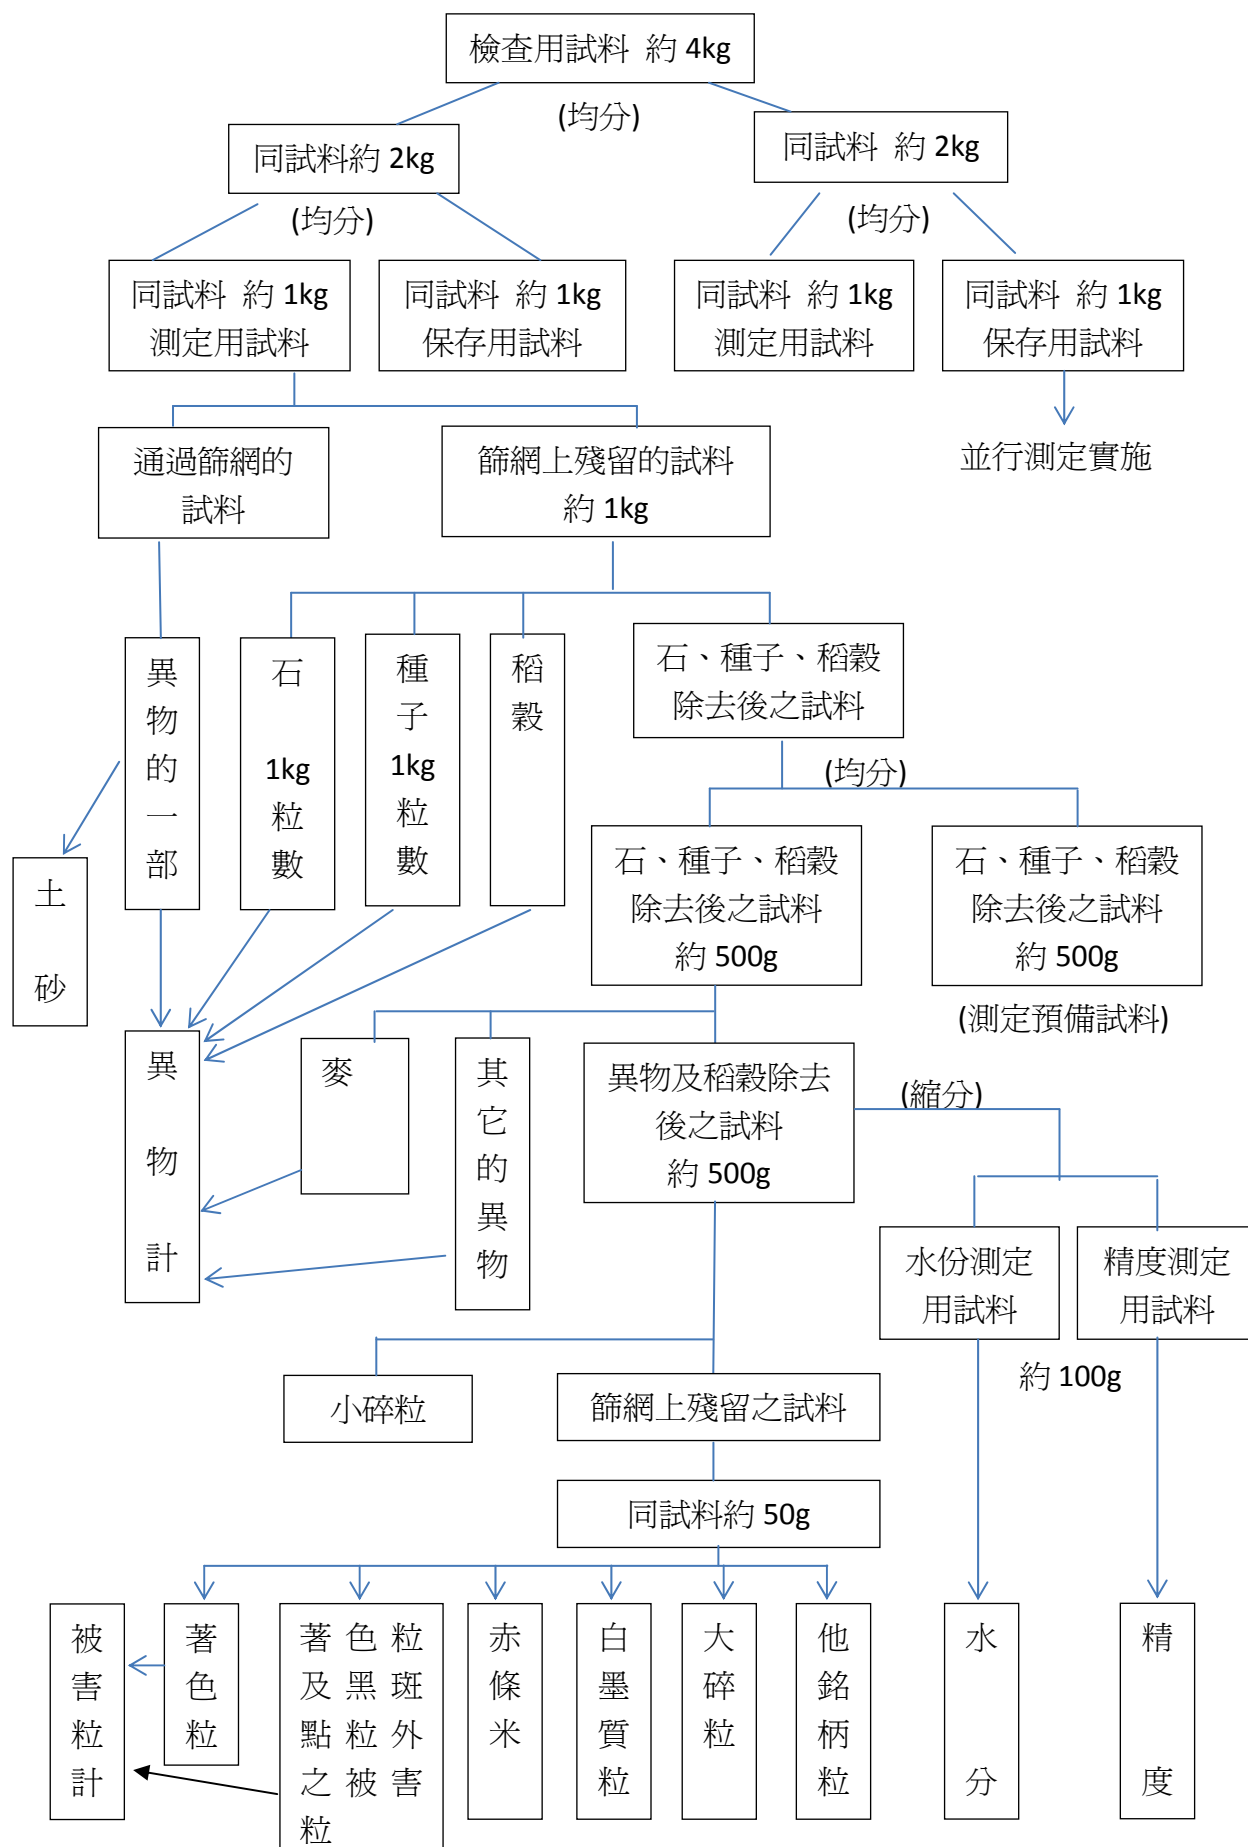 檢查用試料 約 4kg
(均分)
同試料約 2kg
同試料 約 2kg
(均分)
(均分)
同試料 約 1kg
測定用試料
同試料 約 1kg
保存用試料
同試料 約 1kg
測定用試料
同試料 約 1kg
保存用試料
通過篩網的
試料
篩網上殘留的試料
約 1kg
並行測定實施
異物的一部
石
1kg
粒數
種子
1kg
粒數
稻穀
石、種子、稻穀
除去後之試料
(均分)
土砂
石、種子、稻穀
除去後之試料
約 500g
石、種子、稻穀
除去後之試料
約 500g
(測定預備試料)
異物計
麥
其它的異物
異物及稻穀除去
後之試料
約 500g
(縮分)
水份測定
用試料
精度測定
用試料
約 100g
小碎粒
篩網上殘留之試料
同試料約 50g
被害粒計
著色粒
著色粒
及黑斑
點粒外
之被害
粒
赤條米
白墨質粒
大碎粒
他銘柄粒
水分
精度